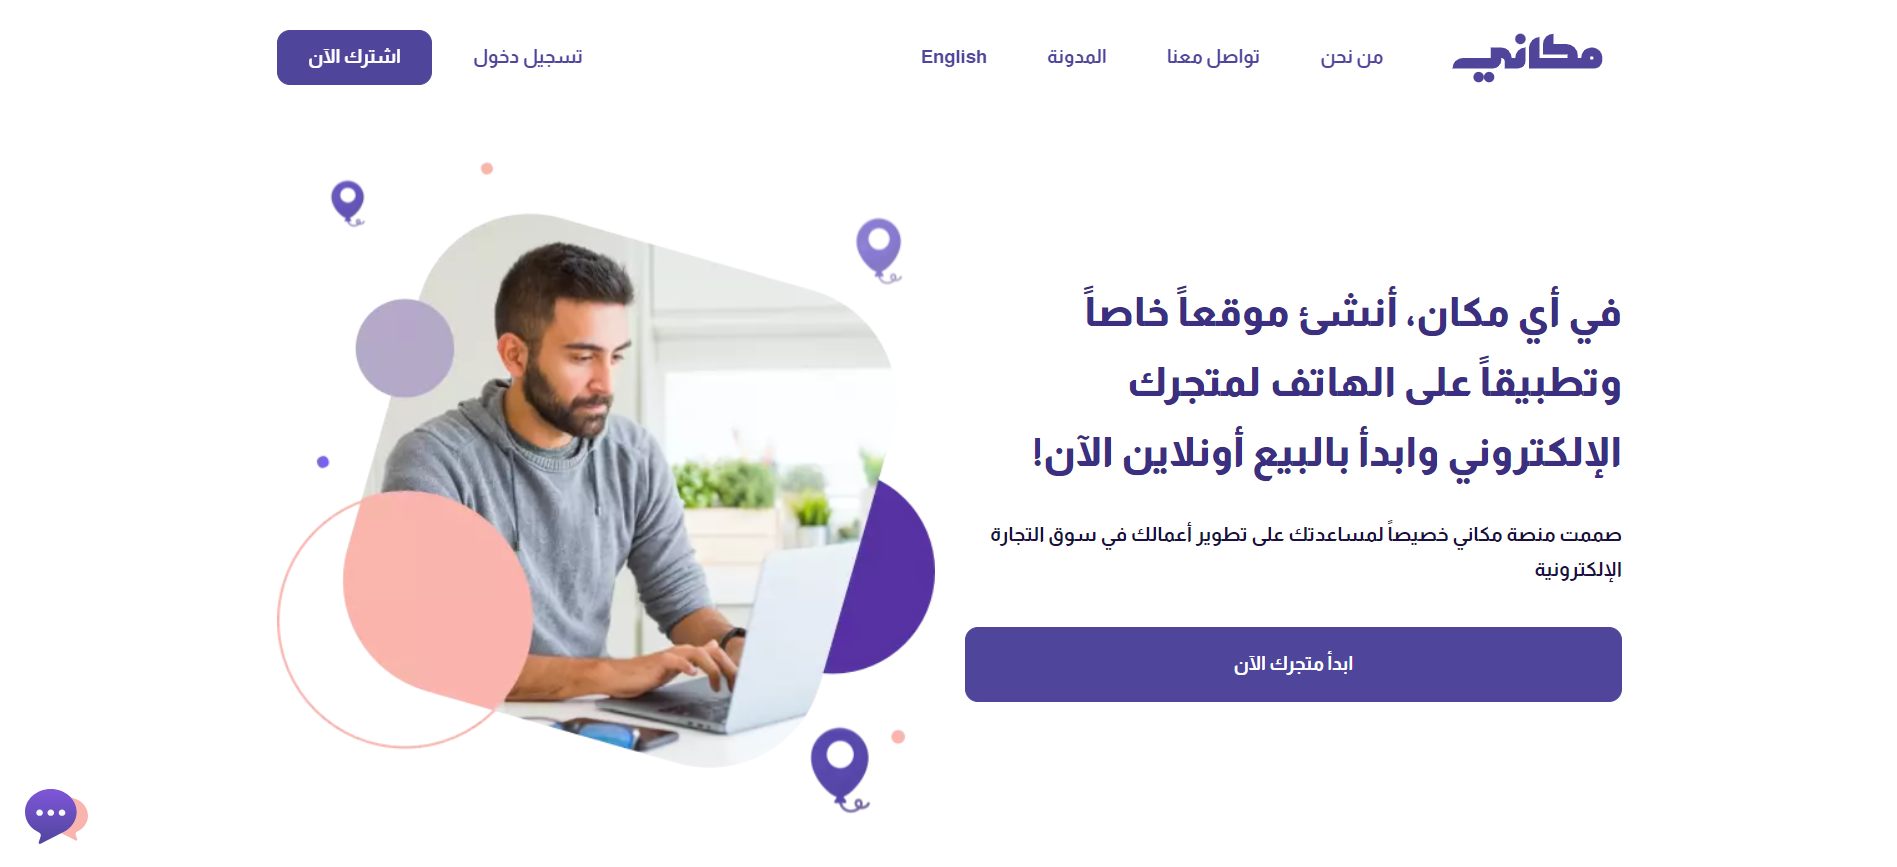 مكاني
من نحن
تواصل معنا
المدونة
English
تسجيل دخول
اشترك الآن
في أي مكان، أنشئ موقعاً خاصاً
وتطبيقاً على الهاتف لمتجرك
الإلكتروني وابدأ بالبيع أونلاين الآن!
صممت منصة مكاني خصيصاً لمساعدتك على تطوير أعمالك في سوق التجارة
الإلكترونية
ابدأ متجرك الآن